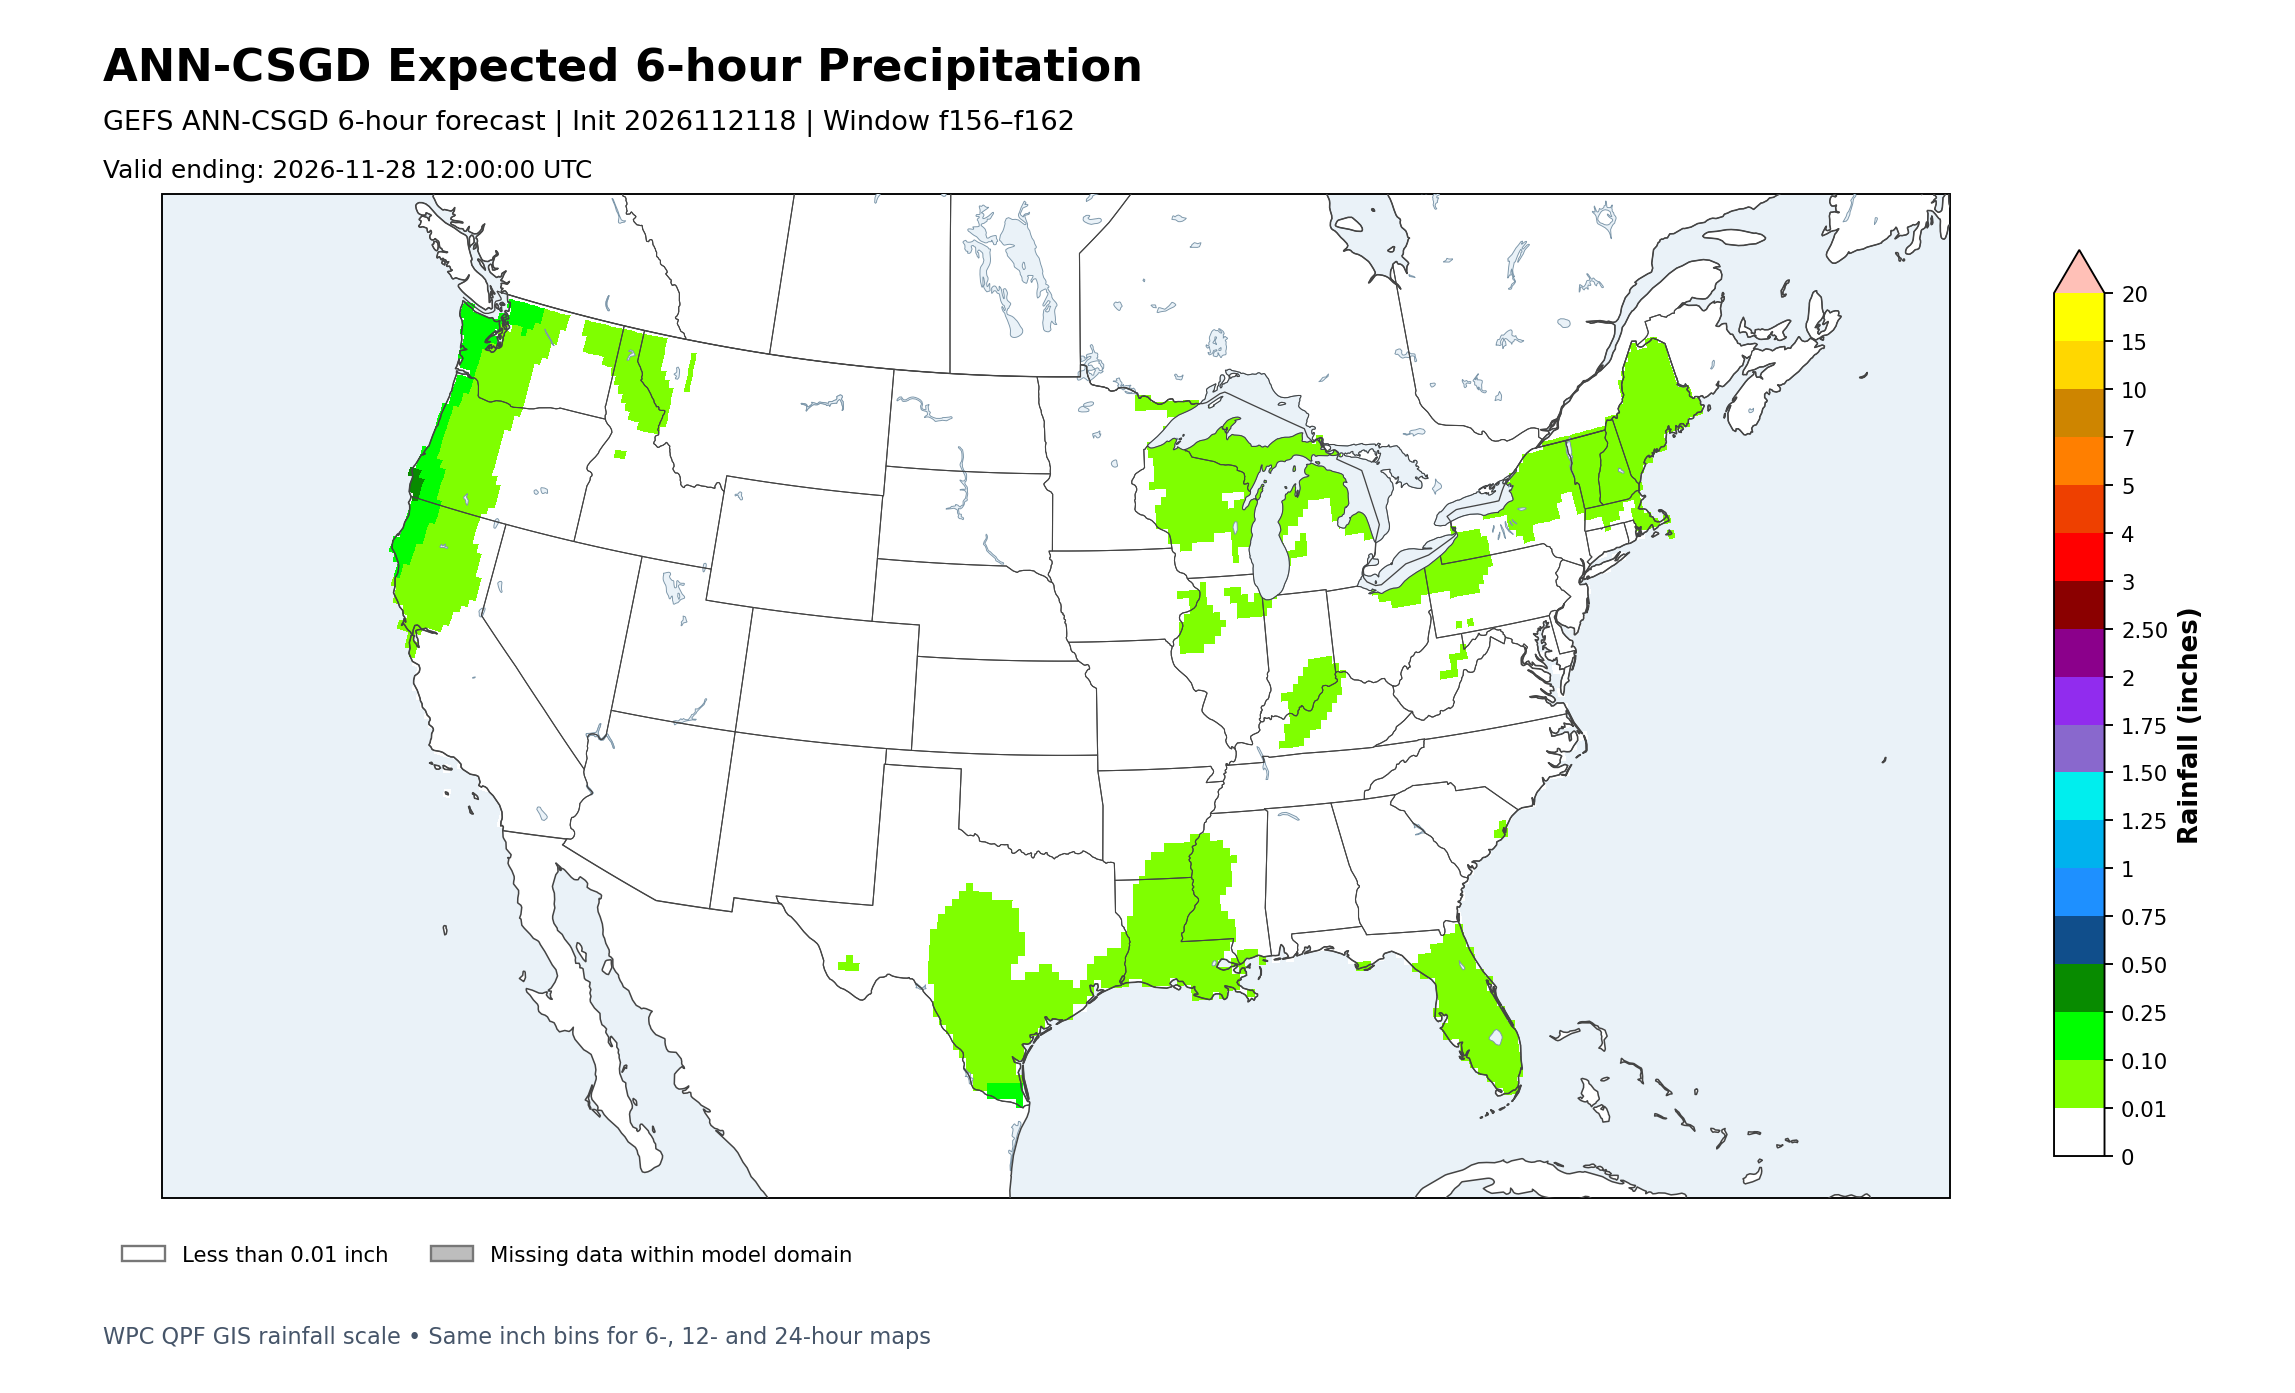 ANN-CSGD Expected 6-hour Precipitation
GEFS ANN-CSGD 6-hour forecast | Init 2026112118 | Window f156–f162
Valid ending: 2026-11-28 12:00:00 UTC
20
15
10
7
5
4
3
2.50
2
1.75
1.50
1.25
1
0.75
0.50
0.25
0.10
0.01
0
Rainfall (inches)
Less than 0.01 inch
Missing data within model domain
WPC QPF GIS rainfall scale • Same inch bins for 6-, 12- and 24-hour maps